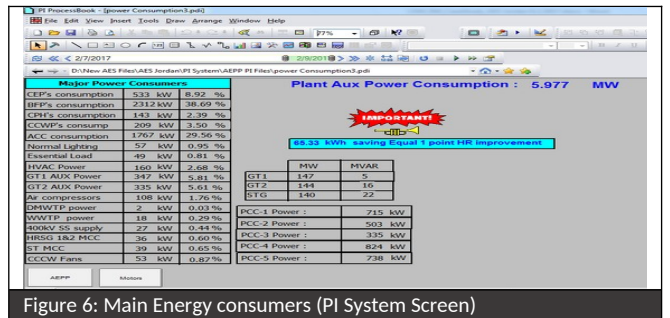 PI ProcessBook - [power Consumption3.pdi]
File Edit View Insert Tools Draw Arrange Window Help
77%
2/7/2017 2/9/2018
D:\New AES Files\AES Jordan\PI System\AEPP PI Files\power Consumption3.pdi
Major Power Consumers
Plant Aux Power Consumption : 5.977 MW
CEP's consumption 533 kW 8.92 %
BFP's consumption 2312 kW 38.69 %
CPH's consumption 143 kW 2.39 %
CCWP's consump 209 kW 3.50 %
ACC consumption 1767 kW 29.56 %
Normal Lighting 57 kW 0.95 %
Essential Load 49 kW 0.81 %
HVAC Power 160 kW 2.68 %
GT1 AUX Power 347 kW 5.81 %
GT2 AUX Power 335 kW 5.61 %
Air compressors 108 kW 1.76 %
DMWTP power 2 kW 0.03 %
WWTP power 18 kW 0.29 %
400kV SS supply 27 kW 0.44 %
HRSG 1&2 MCC 36 kW 0.60 %
ST MCC 39 kW 0.65 %
CCCW Fans 53 kW 0.87 %
IMPORTANT!
65.33 kWh saving Equal 1 point HR improvement
MW MVAR
GT1 147 5
GT2 144 16
STG 140 22
PCC-1 Power : 715 kW
PCC-2 Power : 503 kW
PCC-3 Power : 335 kW
PCC-4 Power : 824 kW
PCC-5 Power : 738 kW
AEPP Motors
Figure 6: Main Energy consumers (PI System Screen)